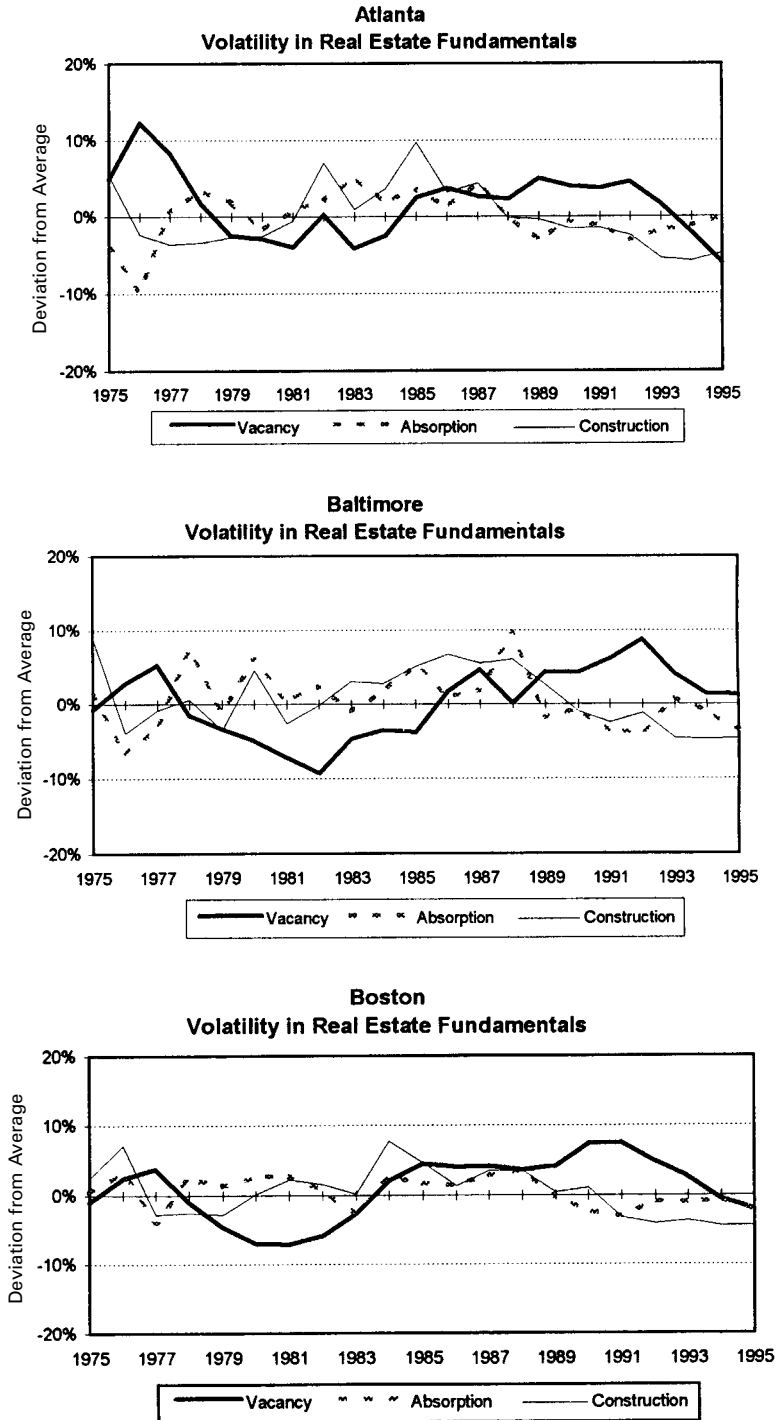 Atlanta
Volatility in Real Estate Fundamentals
Deviation from Average
20%
10%
0%
-10%
-20%
1975 1977 1979 1981 1983 1985 1987 1989 1991 1993 1995
Vacancy Absorption Construction
Baltimore
Volatility in Real Estate Fundamentals
Deviation from Average
20%
10%
0%
-10%
-20%
1975 1977 1979 1981 1983 1985 1987 1989 1991 1993 1995
Vacancy Absorption Construction
Boston
Volatility in Real Estate Fundamentals
Deviation from Average
20%
10%
0%
-10%
-20%
1975 1977 1979 1981 1983 1985 1987 1989 1991 1993 1995
Vacancy Absorption Construction